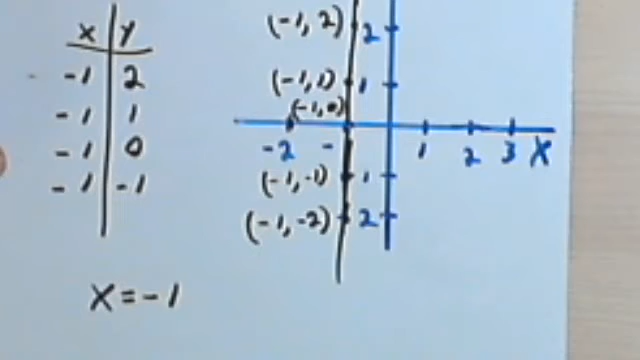 x y
-1 2
-1 1
-1 0
-1 -1
x = -1
(-1, 2) 2
(-1, 1) 1
(-1, 0)
-2 - 1 2 3 X
(-1, -1) 1
(-1, -2) 2